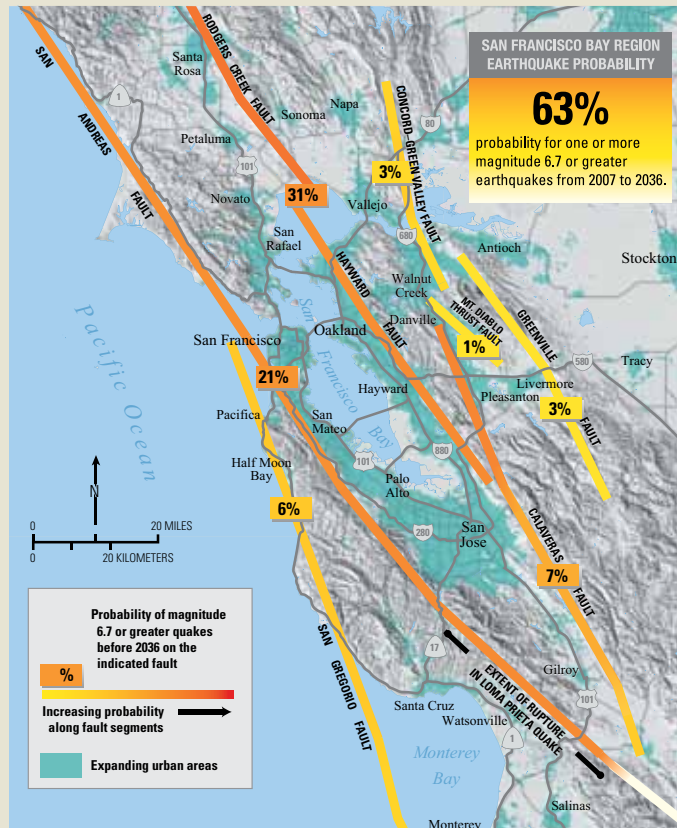 SAN FRANCISCO BAY REGION
EARTHQUAKE PROBABILITY
63%
probability for one or more
magnitude 6.7 or greater
earthquakes from 2007 to 2036.
SAN
ANDREAS
FAULT
RODGERS CREEK FAULT
CONCORD–GREEN VALLEY FAULT
1
Santa
Rosa
Napa
Sonoma
80
Petaluma
101
3%
Novato
31%
Vallejo
San
Rafael
680
Antioch
Stockton
HAYWARD
FAULT
Walnut
Creek
MT. DIABLO
THRUST FAULT
GREENVILLE
FAULT
Danville
San Francisco
Oakland
1%
580
Tracy
San
Francisco
Bay
21%
Hayward
Livermore
Pleasanton
3%
Pacifica
San
Mateo
Pacific Ocean
880
Half Moon
Bay
101
Palo
Alto
6%
N
0
20 MILES
0
20 KILOMETERS
280
San
Jose
CALAVERAS
FAULT
7%
Probability of magnitude
6.7 or greater quakes
before 2036 on the
indicated fault
%
Increasing probability
along fault segments
Expanding urban areas
SAN GREGORIO FAULT
17
EXTENT OF RUPTURE
IN LOMA PRIETA QUAKE
Gilroy
101
Santa Cruz
Watsonville
1
Monterey
Bay
Salinas
Monterey